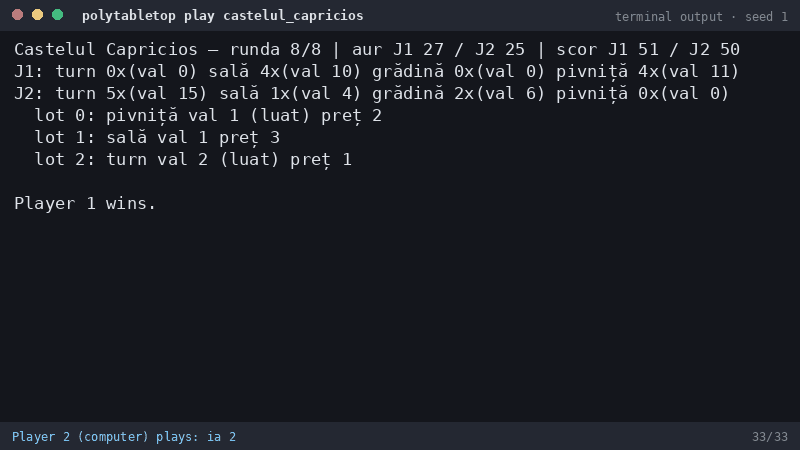 polytabletop play castelul_capricios
terminal output · seed 1
Castelul Capricios — runda 8/8 | aur J1 27 / J2 25 | scor J1 51 / J2 50
J1: turn 0x(val 0) sală 4x(val 10) grădină 0x(val 0) pivniță 4x(val 11)
J2: turn 5x(val 15) sală 1x(val 4) grădină 2x(val 6) pivniță 0x(val 0)
lot 0: pivniță val 1 (luat) preț 2
lot 1: sală val 1 preț 3
lot 2: turn val 2 (luat) preț 1
Player 1 wins.
Player 2 (computer) plays: ia 2
33/33